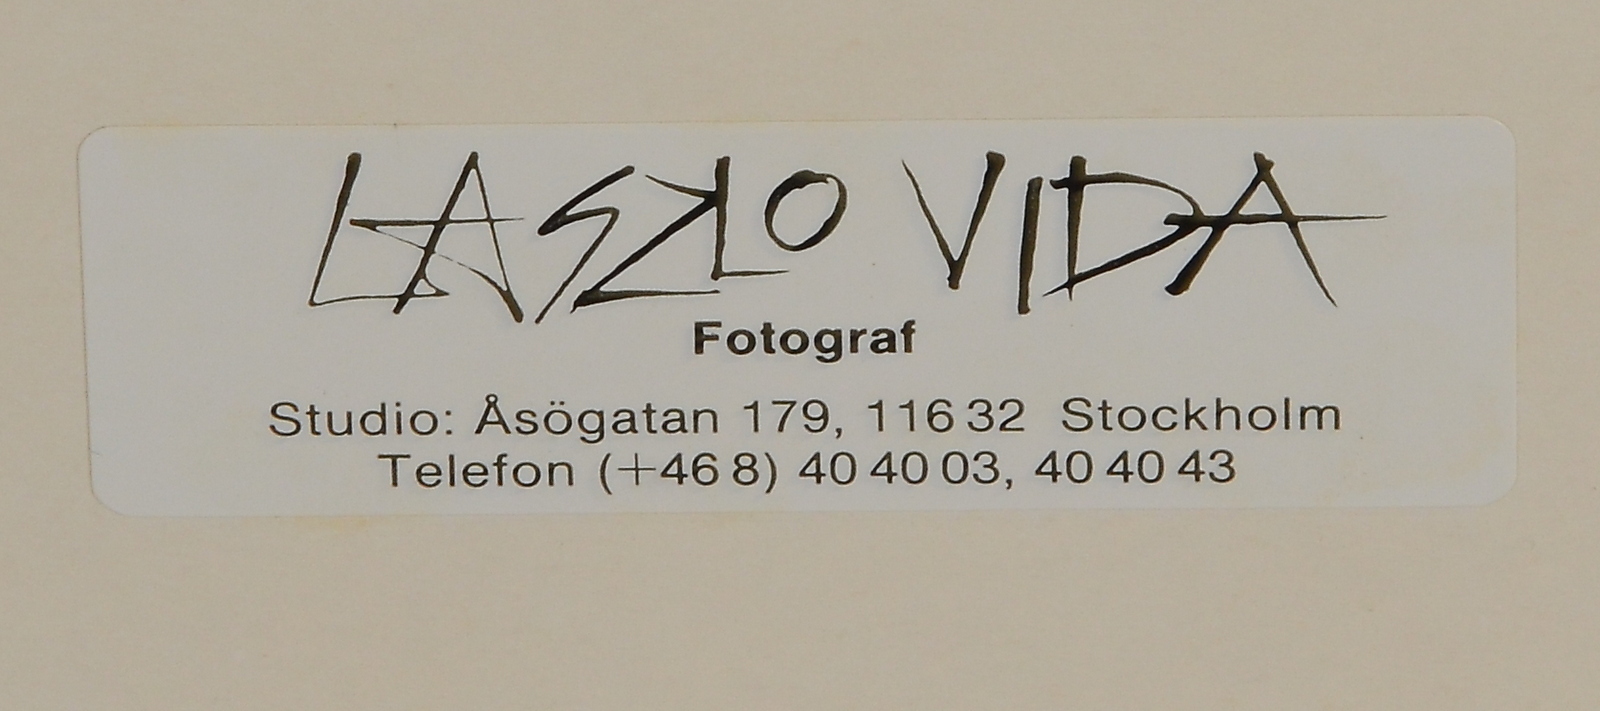 LASZLO VIDA
Fotograf
Studio: Åsögatan 179, 116 32 Stockholm
Telefon (+46 8) 40 40 03, 40 40 43